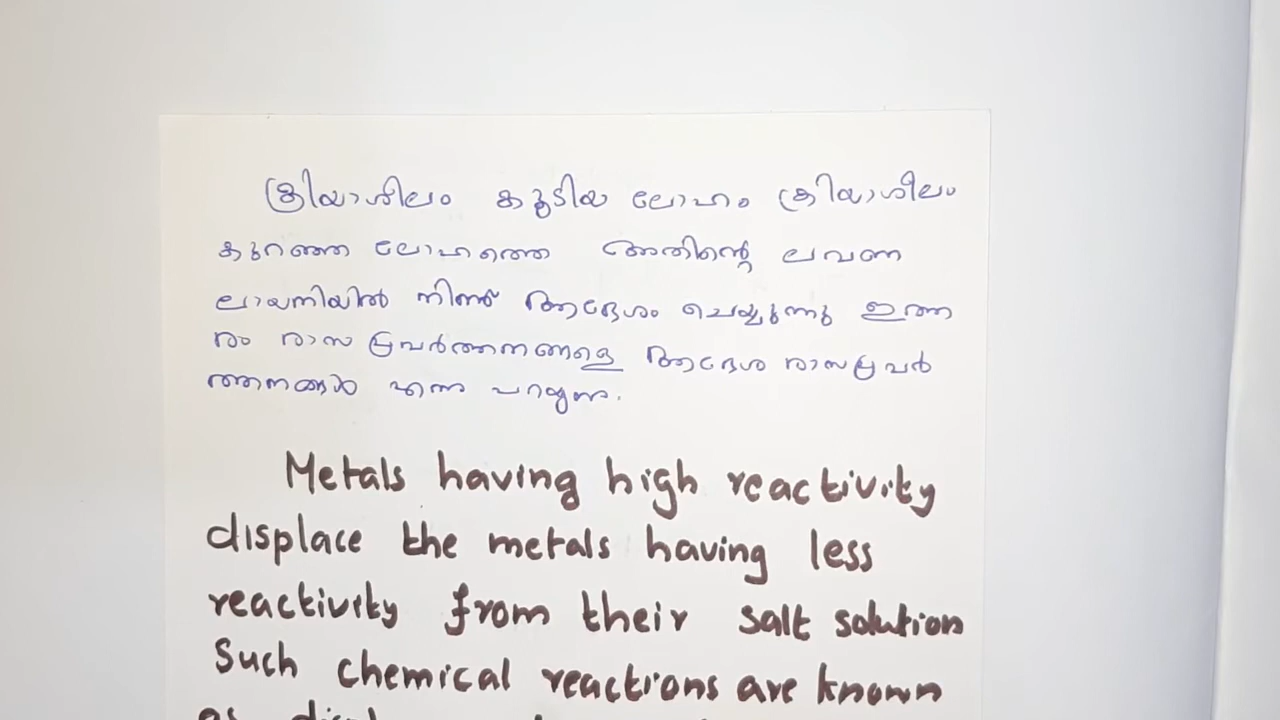 ക്രിയാശീലം കൂടിയ ലോഹം ക്രിയാശീലം
കുറഞ്ഞ ലോഹത്തെ അതിന്റെ ലവണ
ലായനിയിൽ നിന്ന് ആദേശം ചെയ്യുന്നു ഇത്ത
രം രാസ പ്രവർത്തനങ്ങളെ ആദേശ രാസപ്രവർ
ത്തനങ്ങൾ എന്നു പറയുന്നു.
Metals having high reactivity
displace the metals having less
reactivity from their salt solution
Such chemical reactions are known
as